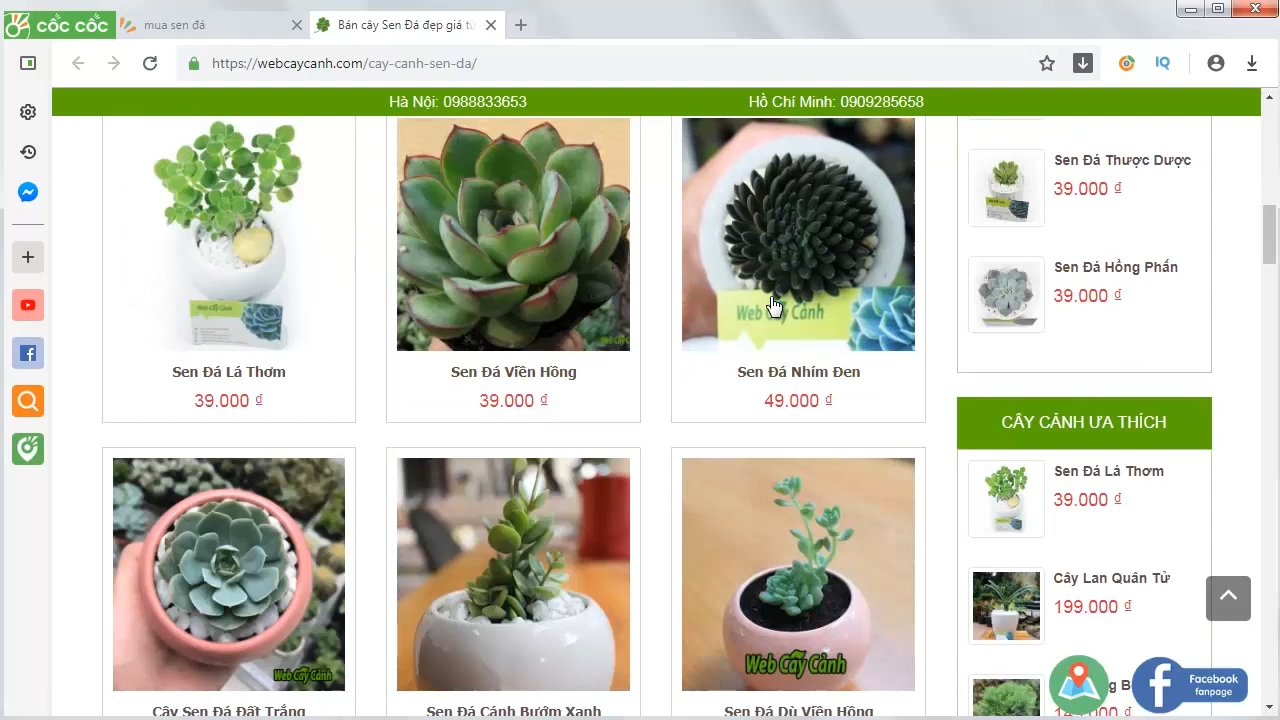 cốc cốc
mua sen đá
Bán cây Sen Đá đẹp giá từ
https://webcaycanh.com/cay-canh-sen-da/
IQ
Hà Nội: 0988833653
Hồ Chí Minh: 0909285658
Sen Đá Lá Thơm
39.000 ₫
Sen Đá Viền Hồng
39.000 ₫
Web Cây Cảnh
Sen Đá Nhím Đen
49.000 ₫
Web Cây Cảnh
Cây Sen Đá Đất Trắng
Sen Đá Cánh Bướm Xanh
Web Cây Cảnh
Sen Đá Dù Viền Hồng
Sen Đá Thược Dược
39.000 ₫
Sen Đá Hồng Phấn
39.000 ₫
CÂY CẢNH ƯA THÍCH
Sen Đá Lá Thơm
39.000 ₫
Cây Lan Quân Tử
199.000 ₫
Facebook
fanpage